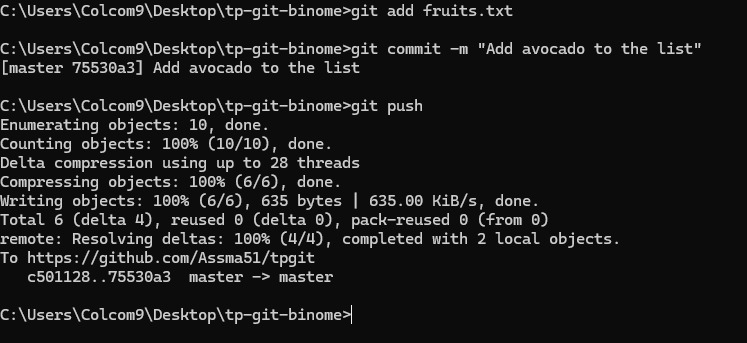 C:\Users\Colcom9\Desktop\tp-git-binome>git add fruits.txt
C:\Users\Colcom9\Desktop\tp-git-binome>git commit -m "Add avocado to the list"
[master 75530a3] Add avocado to the list
C:\Users\Colcom9\Desktop\tp-git-binome>git push
Enumerating objects: 10, done.
Counting objects: 100% (10/10), done.
Delta compression using up to 28 threads
Compressing objects: 100% (6/6), done.
Writing objects: 100% (6/6), 635 bytes | 635.00 KiB/s, done.
Total 6 (delta 4), reused 0 (delta 0), pack-reused 0 (from 0)
remote: Resolving deltas: 100% (4/4), completed with 2 local objects.
To https://github.com/Assma51/tpgit
   c501128..75530a3  master -> master
C:\Users\Colcom9\Desktop\tp-git-binome>